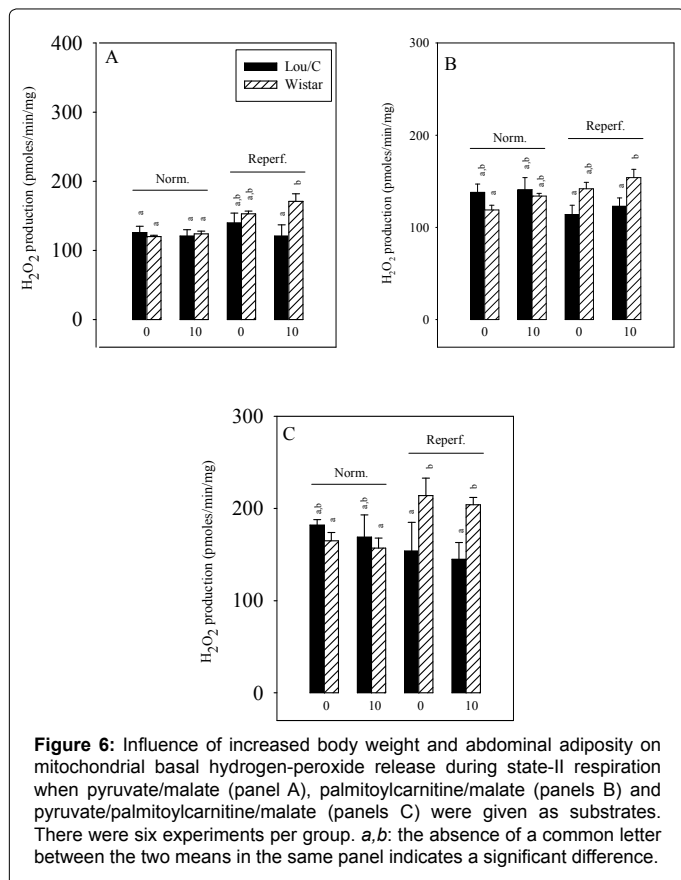 A
Lou/C
Wistar
Norm.
Reperf.
H2O2 production (pmoles/min/mg)
400
300
200
100
0
a a a a a,b a,b a b
0 10 0 10
B
Norm.
Reperf.
H2O2 production (pmoles/min/mg)
300
200
100
0
a,b a a,b a,b a a,b a b
0 10 0 10
C
Norm.
Reperf.
H2O2 production (pmoles/min/mg)
300
200
100
0
a,b a a,b a a b a b
0 10 0 10
Figure 6: Influence of increased body weight and abdominal adiposity on
mitochondrial basal hydrogen-peroxide release during state-II respiration
when pyruvate/malate (panel A), palmitoylcarnitine/malate (panels B) and
pyruvate/palmitoylcarnitine/malate (panels C) were given as substrates.
There were six experiments per group. a,b: the absence of a common letter
between the two means in the same panel indicates a significant difference.